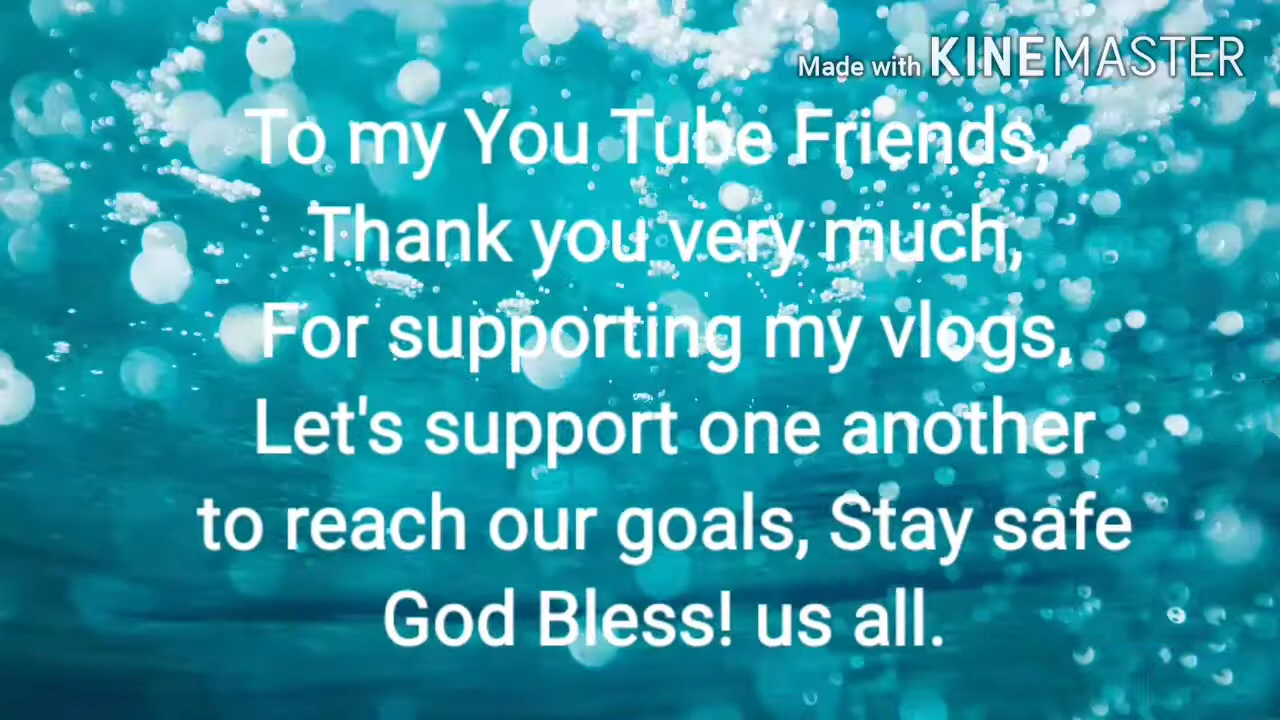 Made with KINEMASTER
To my You Tube Friends,
Thank you very much,
For supporting my vlogs,
Let's support one another
to reach our goals, Stay safe
God Bless! us all.